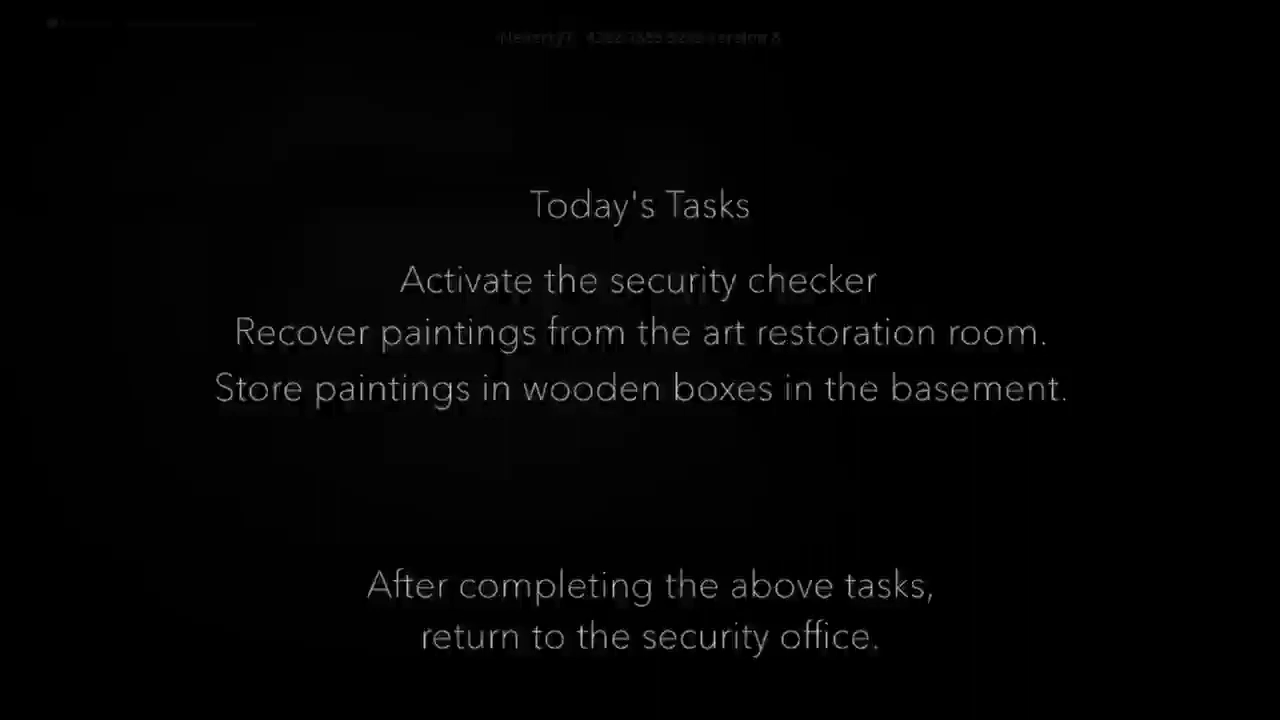 Today's Tasks
Activate the security checker
Recover paintings from the art restoration room.
Store paintings in wooden boxes in the basement.
After completing the above tasks,
return to the security office.